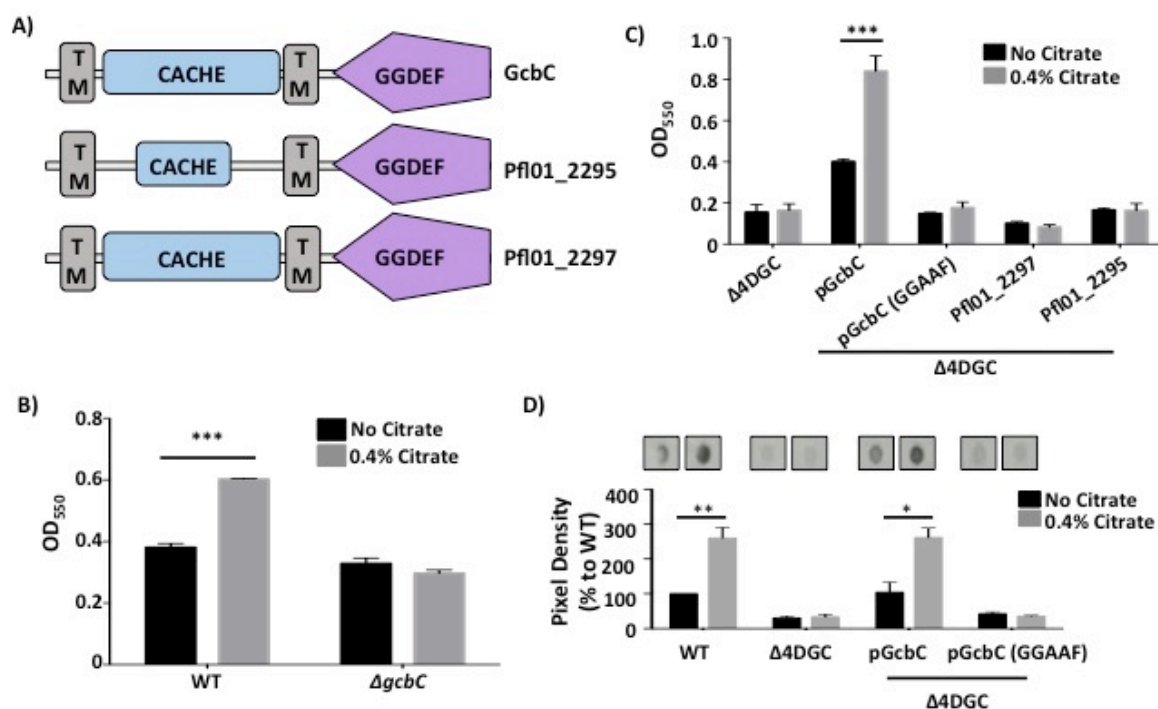 A)
T
M
CACHE
T
M
GGDEF
GcbC
T
M
CACHE
T
M
GGDEF
Pfl01_2295
T
M
CACHE
T
M
GGDEF
Pfl01_2297
B)
0.8
0.6
0.4
0.2
0
OD550
***
No Citrate
0.4% Citrate
WT
ΔgcbC
C)
1.0
0.8
0.6
0.4
0.2
0
OD550
***
No Citrate
0.4% Citrate
Δ4DGC
pGcbC
pGcbC (GGAAF)
Pfl01_2297
Pfl01_2295
Δ4DGC
D)
400
300
200
100
0
Pixel Density
(% to WT)
**
*
No Citrate
0.4% Citrate
WT
Δ4DGC
pGcbC
pGcbC (GGAAF)
Δ4DGC